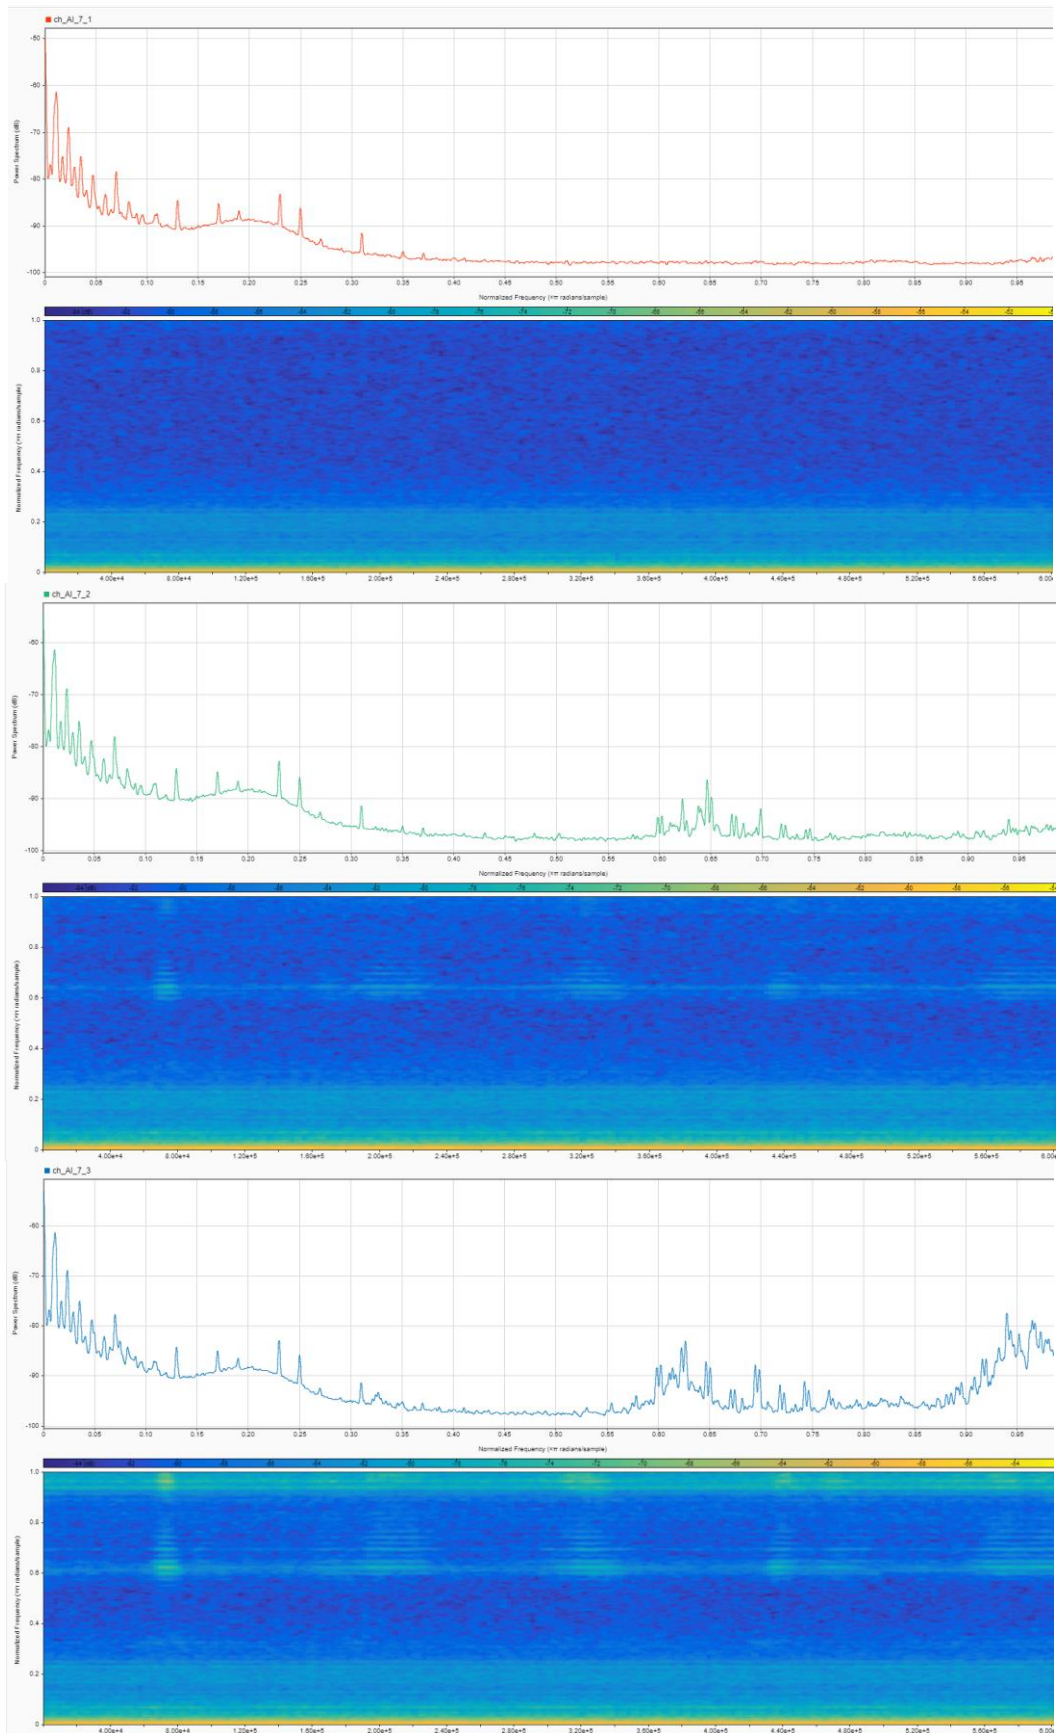 ch_AI_7_1
-50
-60
-70
-80
-90
-100
Power Spectrum (dB)
0 0.05 0.10 0.15 0.20 0.25 0.30 0.35 0.40 0.45 0.50 0.55 0.60 0.65 0.70 0.75 0.80 0.85 0.90 0.95
Normalized Frequency (×π radians/sample)
1.0
0.8
0.6
0.4
0.2
0
Normalized Frequency (×π radians/sample)
4.00e+4 8.00e+4 1.20e+5 1.60e+5 2.00e+5 2.40e+5 2.80e+5 3.20e+5 3.60e+5 4.00e+5 4.40e+5 4.80e+5 5.20e+5 5.60e+5 6.00
ch_AI_7_2
-60
-70
-80
-90
-100
Power Spectrum (dB)
0 0.05 0.10 0.15 0.20 0.25 0.30 0.35 0.40 0.45 0.50 0.55 0.60 0.65 0.70 0.75 0.80 0.85 0.90 0.95
Normalized Frequency (×π radians/sample)
1.0
0.8
0.6
0.4
0.2
0
Normalized Frequency (×π radians/sample)
4.00e+4 8.00e+4 1.20e+5 1.60e+5 2.00e+5 2.40e+5 2.80e+5 3.20e+5 3.60e+5 4.00e+5 4.40e+5 4.80e+5 5.20e+5 5.60e+5 6.00
ch_AI_7_3
-60
-70
-80
-90
-100
Power Spectrum (dB)
0 0.05 0.10 0.15 0.20 0.25 0.30 0.35 0.40 0.45 0.50 0.55 0.60 0.65 0.70 0.75 0.80 0.85 0.90 0.95
Normalized Frequency (×π radians/sample)
1.0
0.8
0.6
0.4
0.2
0
Normalized Frequency (×π radians/sample)
4.00e+4 8.00e+4 1.20e+5 1.60e+5 2.00e+5 2.40e+5 2.80e+5 3.20e+5 3.60e+5 4.00e+5 4.40e+5 4.80e+5 5.20e+5 5.60e+5 6.00